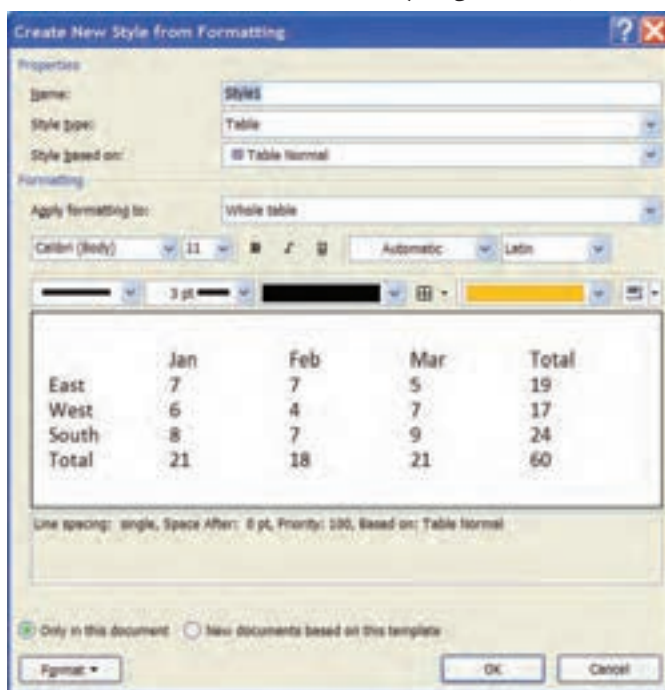 Create New Style from Formatting
Properties
Name: Style1
Style type: Table
Style based on: Table Normal
Formatting
Apply formatting to: Whole table
Calibri (Body) 11 B I U Automatic Latin
3 pt
Jan Feb Mar Total
East 7 7 5 19
West 6 4 7 17
South 8 7 9 24
Total 21 18 21 60
Line spacing: single, Space After: 0 pt, Priority: 100, Based on: Table Normal
Only in this document New documents based on this template
Format OK Cancel